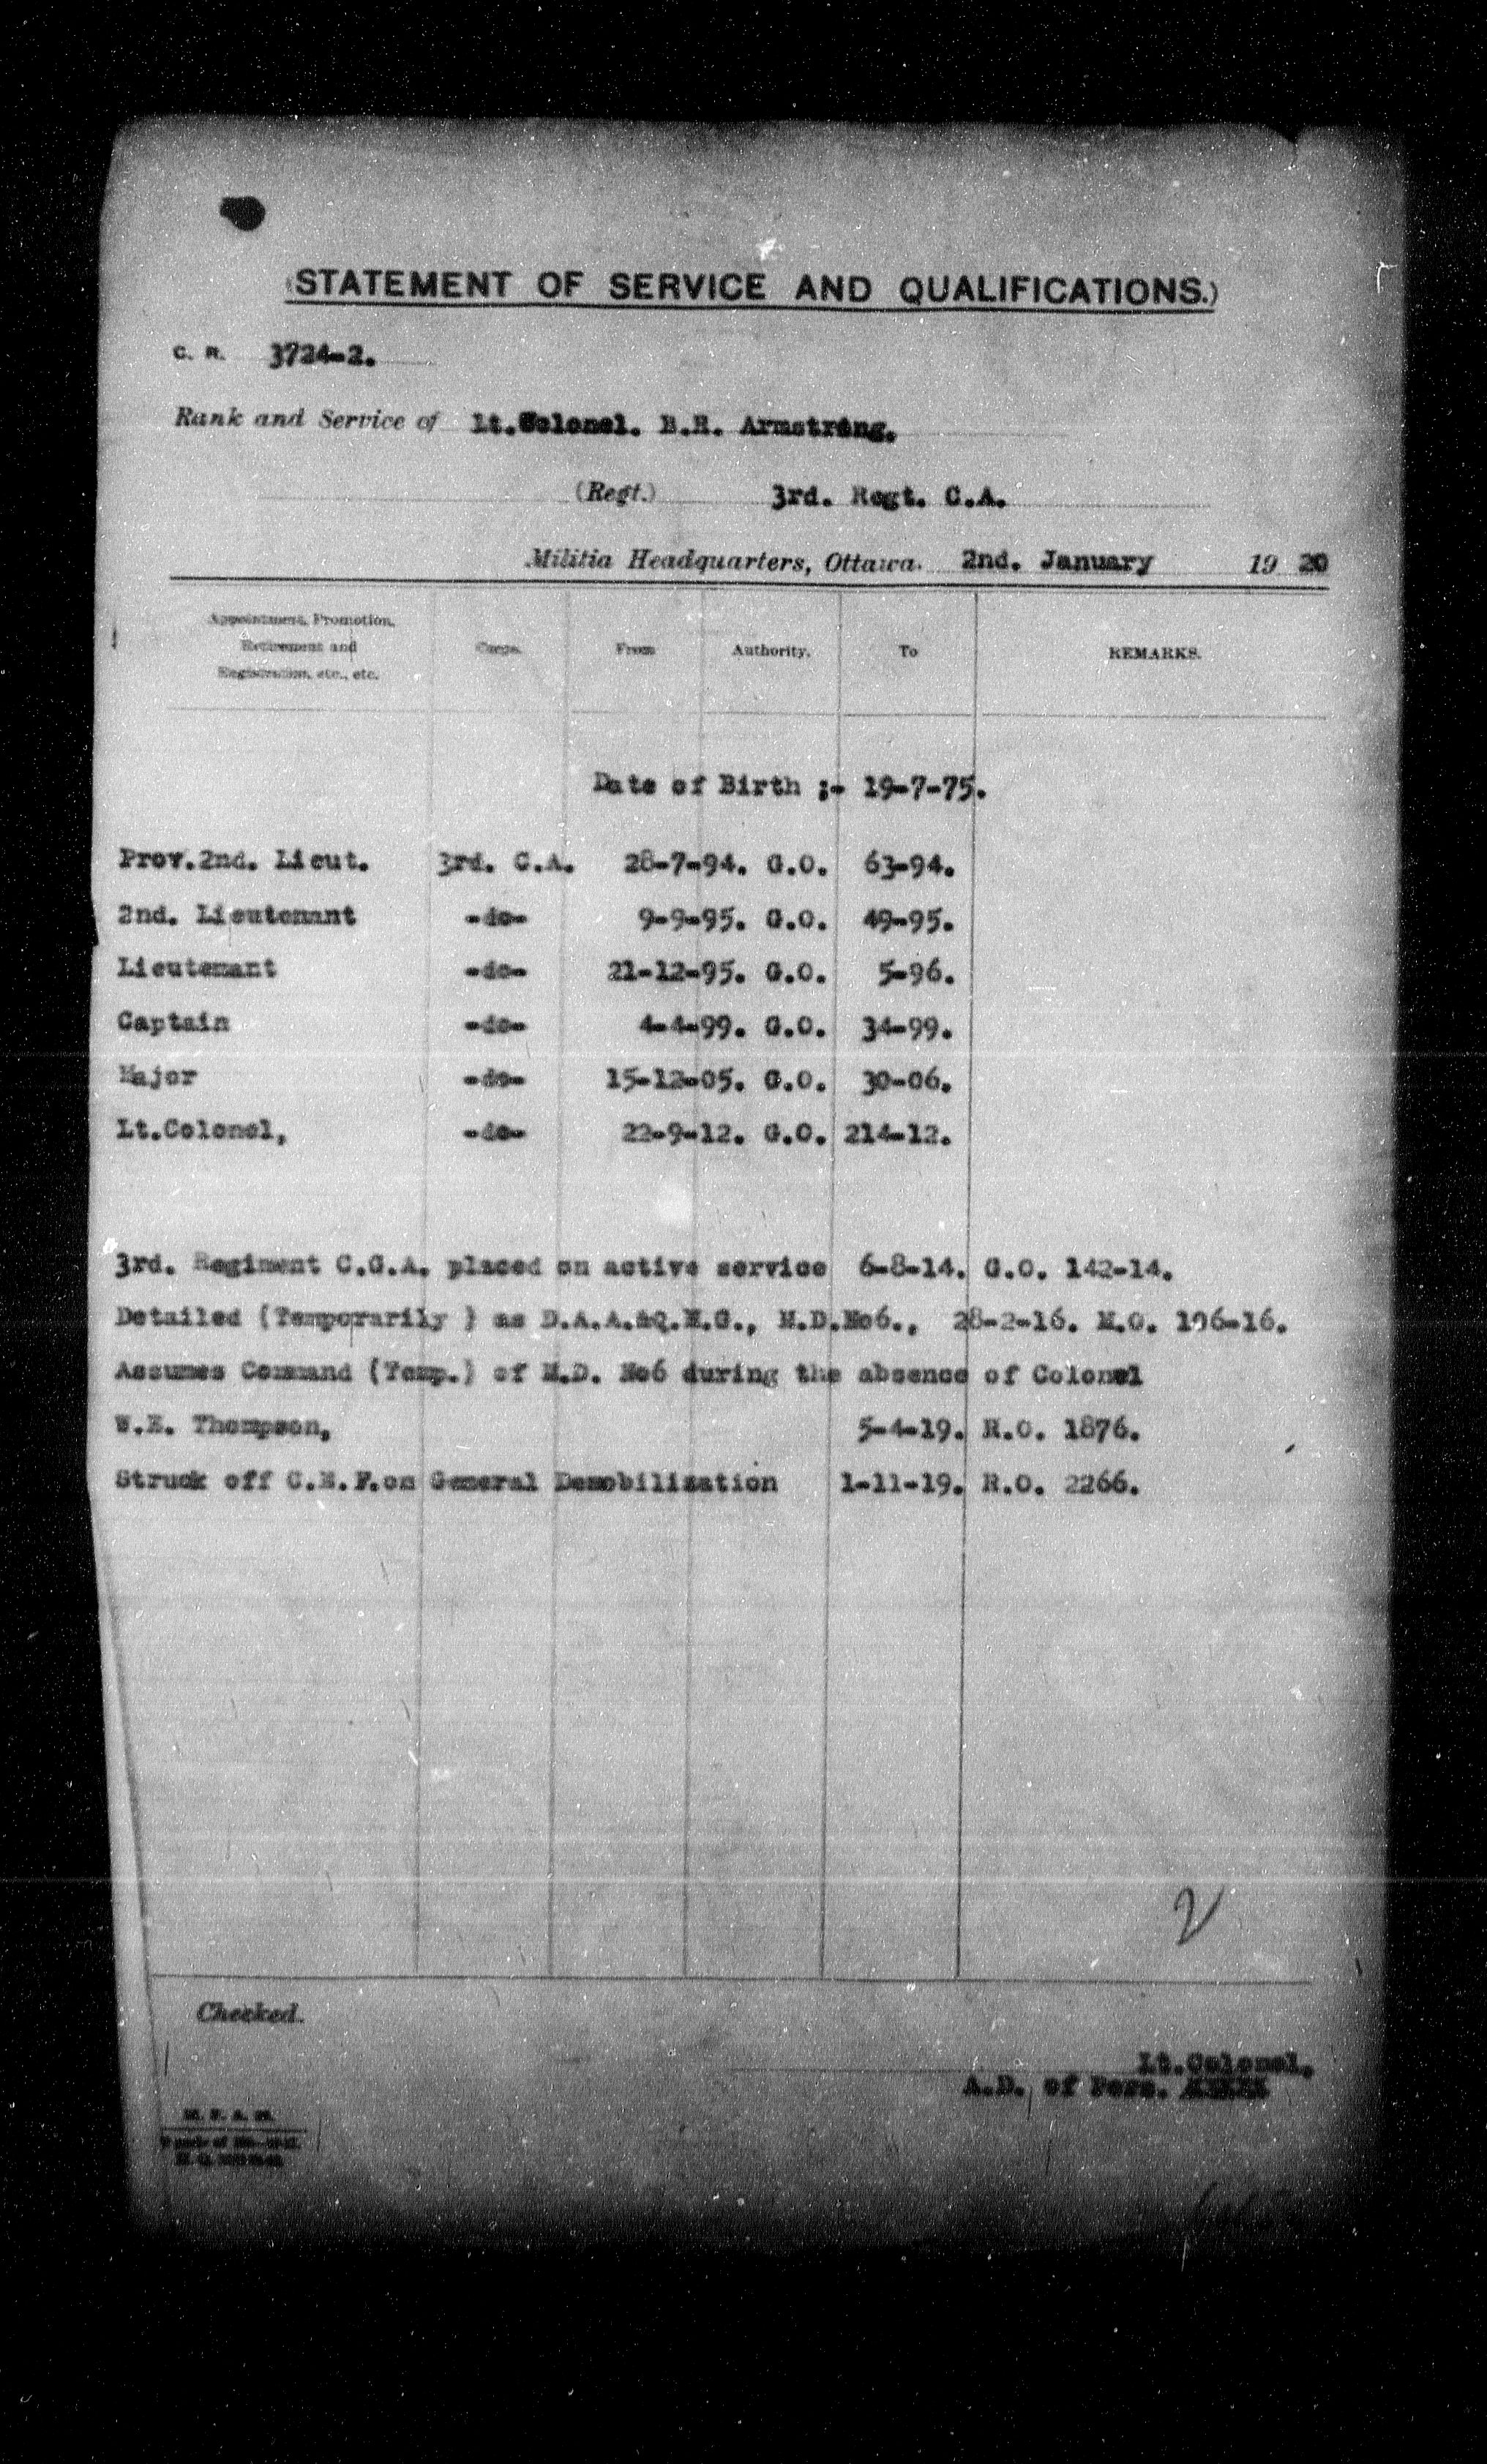 (STATEMENT OF SERVICE AND QUALIFICATIONS.)
C. R. 3724-2.
Rank and Service of Lt.Colonel. B.R. Armstrong.
(Regt.) 3rd. Regt. C.A.
Militia Headquarters, Ottawa. 2nd. January 19 20
Appointment, Promotion,
Retirement and
Registration, etc., etc.
Corps. From Authority. To REMARKS.
Date of Birth ;- 19-7-75.
Prov.2nd. Lieut. 3rd. C.A. 28-7-94. G.O. 63-94.
2nd. Lieutenant -do- 9-9-95. G.O. 49-95.
Lieutenant -do- 21-12-95. G.O. 5-96.
Captain -do- 4-4-99. G.O. 34-99.
Major -do- 15-12-05. G.O. 30-06.
Lt.Colonel, -do- 22-9-12. G.O. 214-12.
3rd. Regiment C.G.A. placed on active service 6-8-14. G.O. 142-14.
Detailed (Temporarily ) as D.A.A.&Q.M.G., M.D.No6., 28-2-16. M.O. 106-16.
Assumes Command (Temp.) of M.D. No6 during the absence of Colonel
W.E. Thompson, 5-4-19. R.O. 1876.
Struck off C.E.F.on General Demobilization 1-11-19. R.O. 2266.
2
Checked.
Lt.Colonel.
A.D. of Pers.